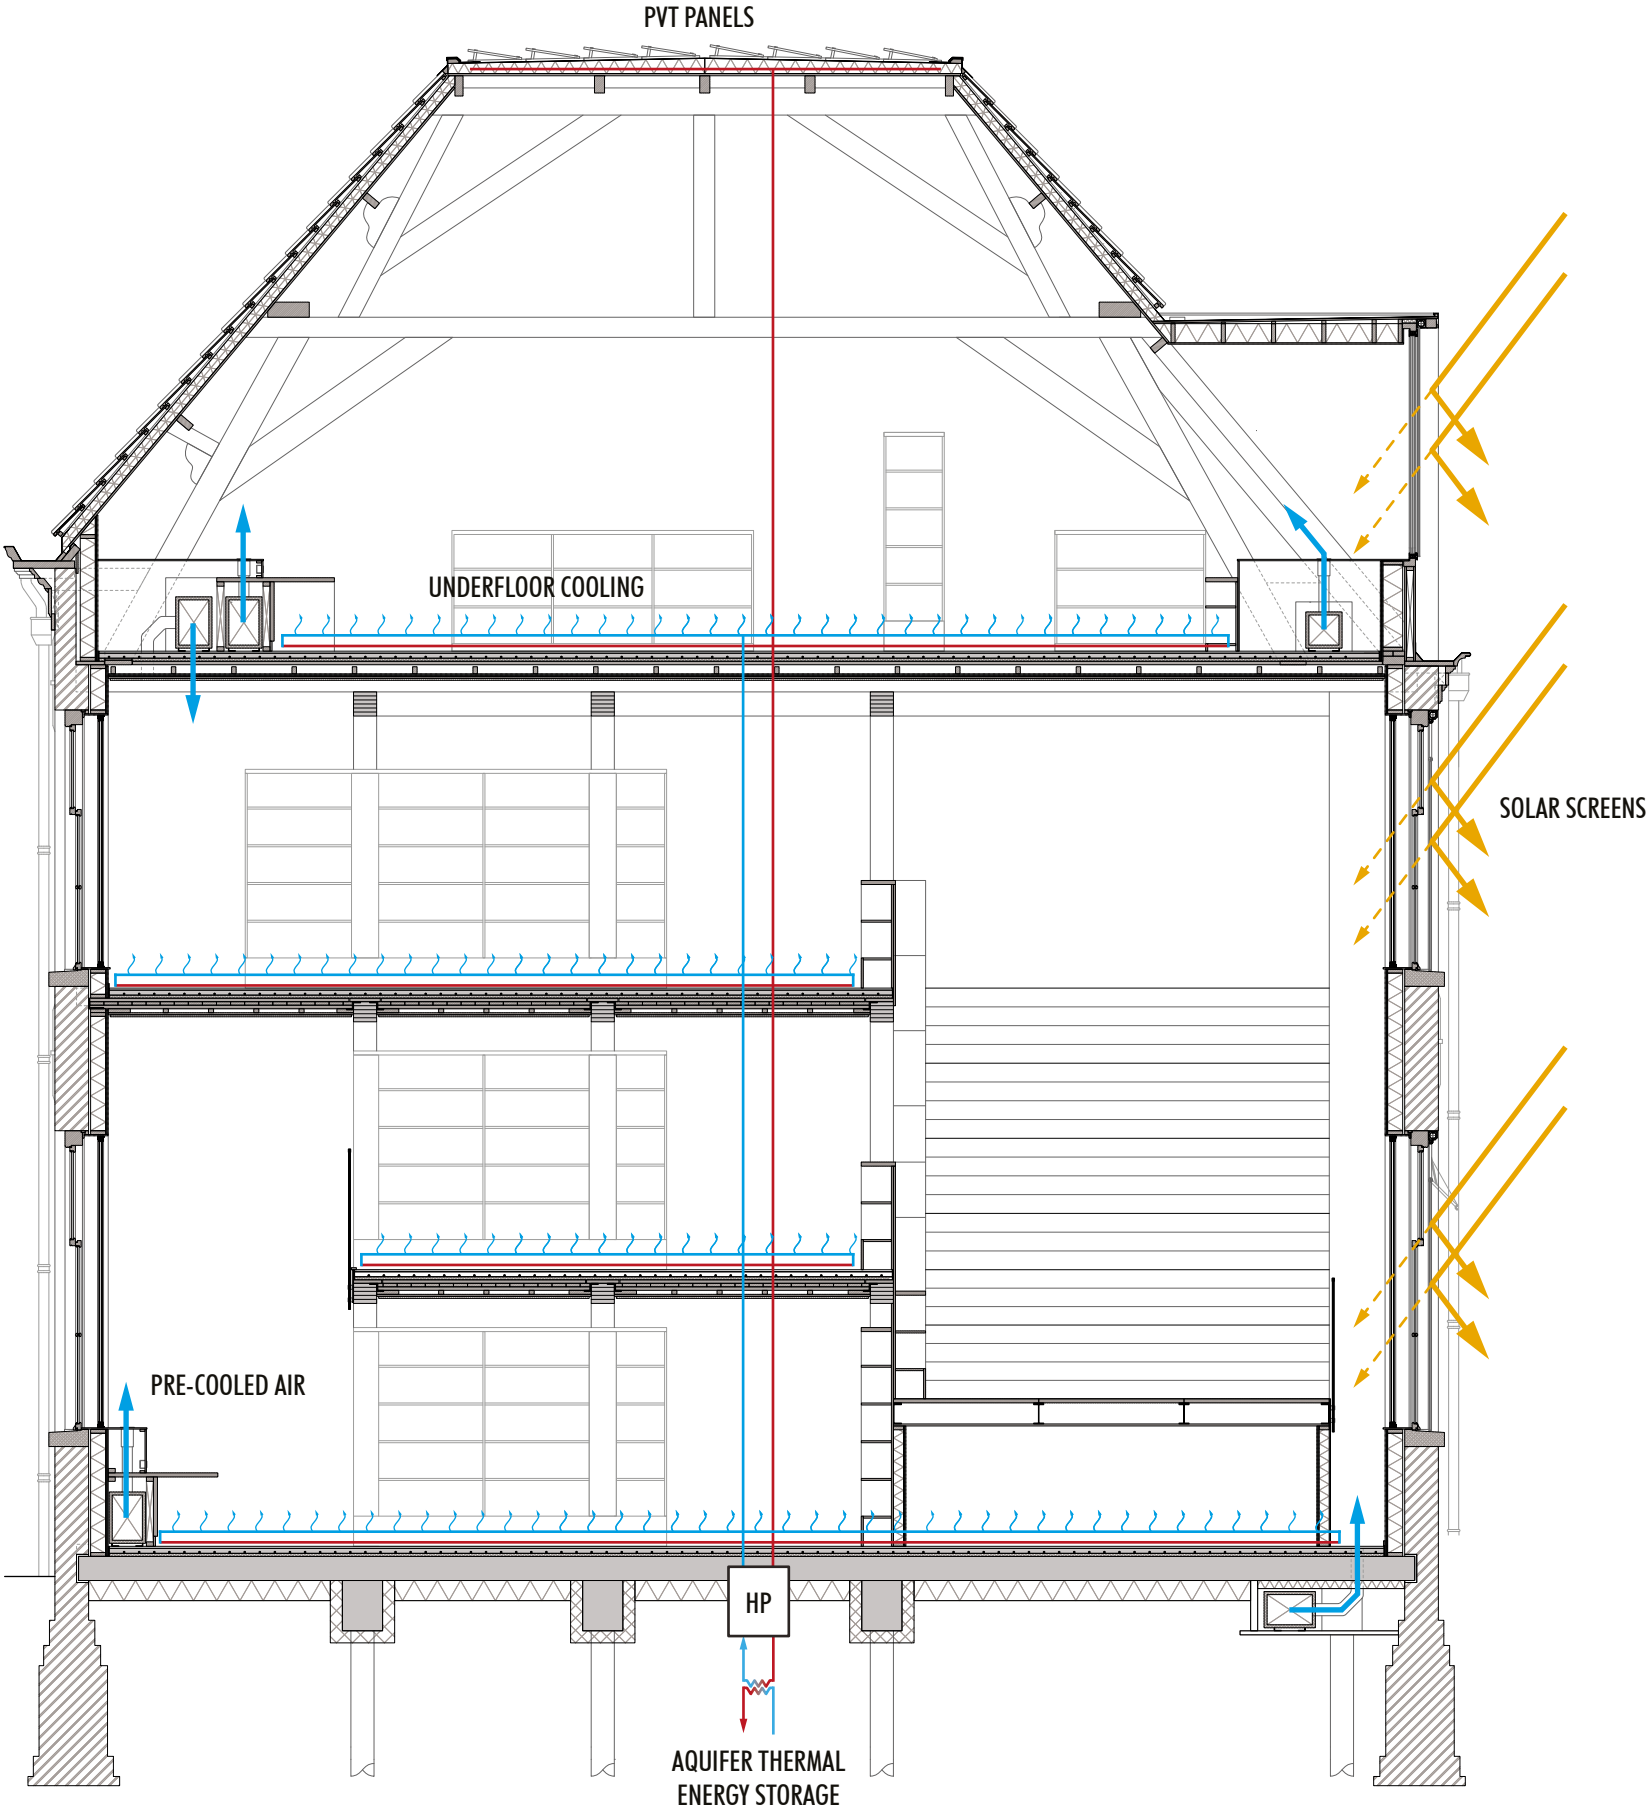 PVT PANELS
UNDERFLOOR COOLING
SOLAR SCREENS
PRE-COOLED AIR
HP
AQUIFER THERMAL
ENERGY STORAGE